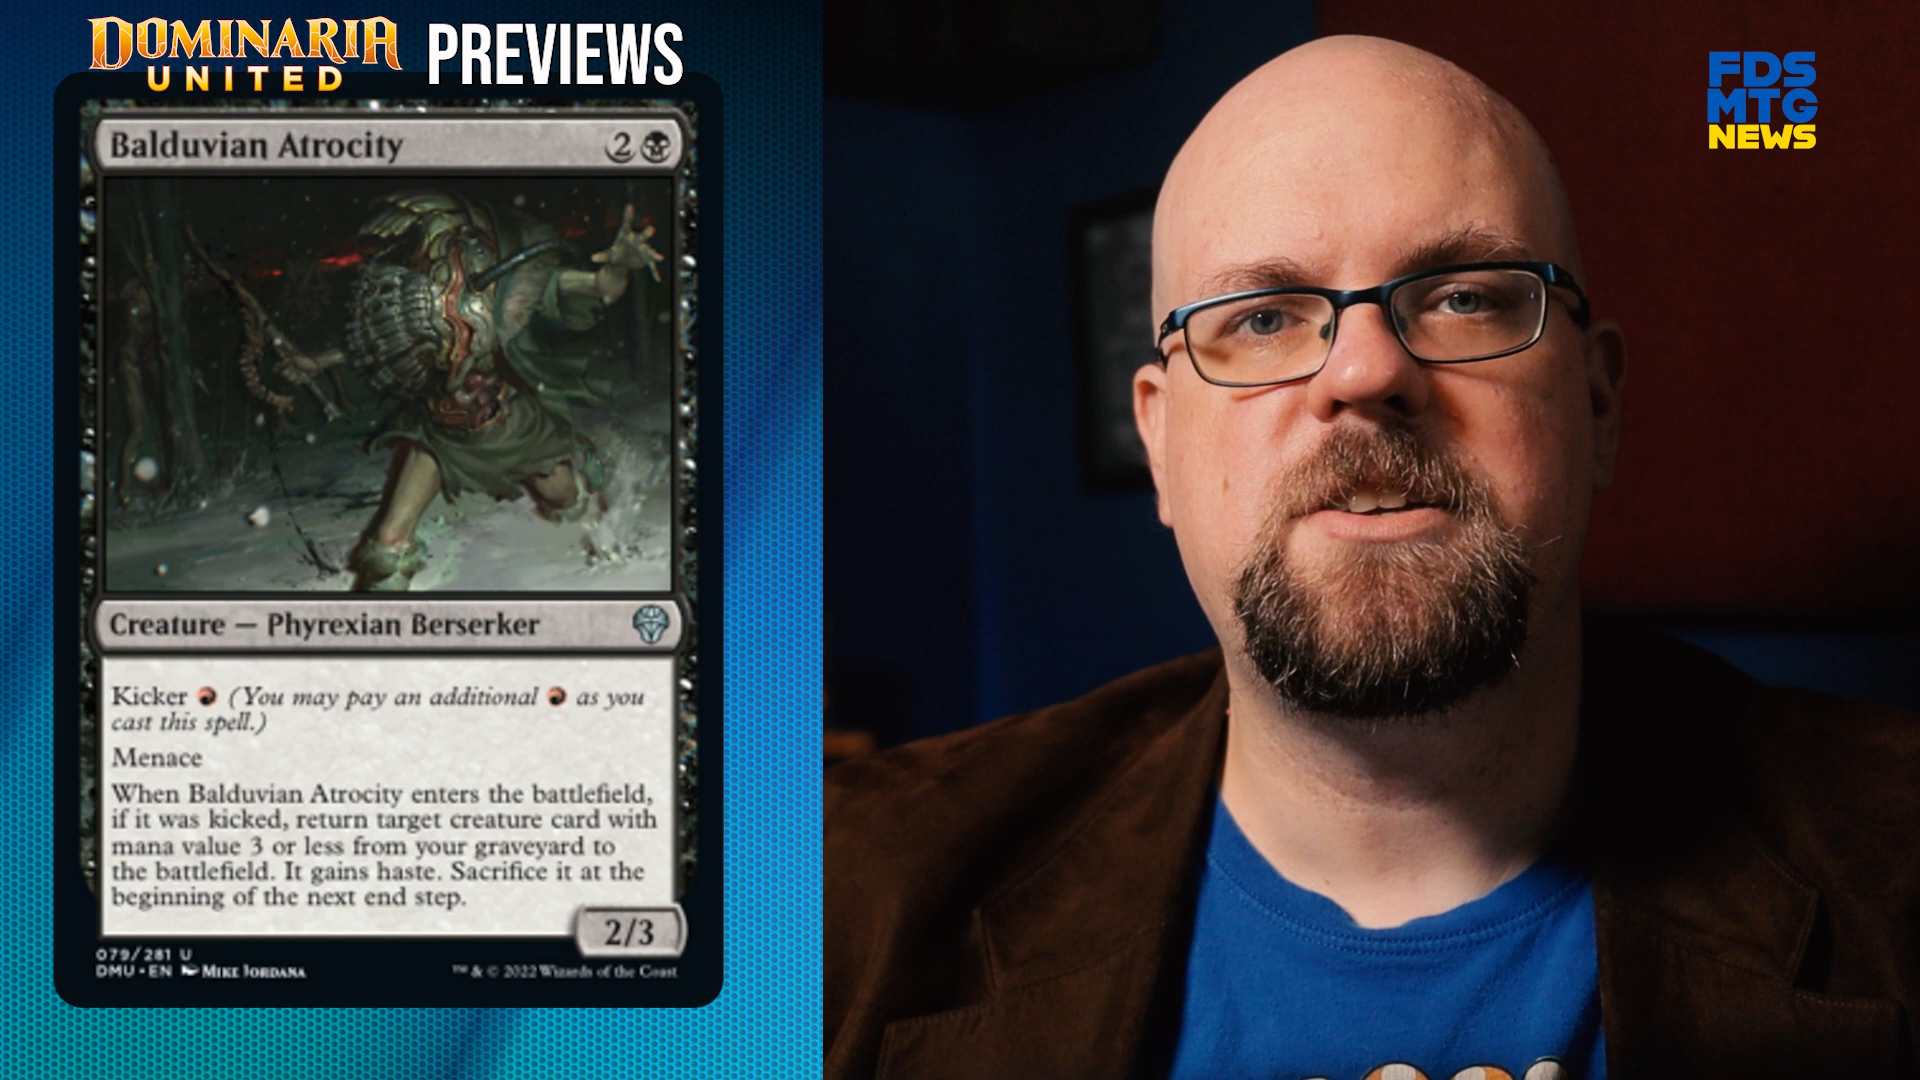 DOMINARIA
UNITED
PREVIEWS
Balduvian Atrocity
2
Creature — Phyrexian Berserker
Kicker (You may pay an additional as you
cast this spell.)
Menace
When Balduvian Atrocity enters the battlefield,
if it was kicked, return target creature card with
mana value 3 or less from your graveyard to
the battlefield. It gains haste. Sacrifice it at the
beginning of the next end step.
2/3
079/281 U
DMU • EN Mike Jordana
™ & © 2022 Wizards of the Coast
FDS
MTG
NEWS